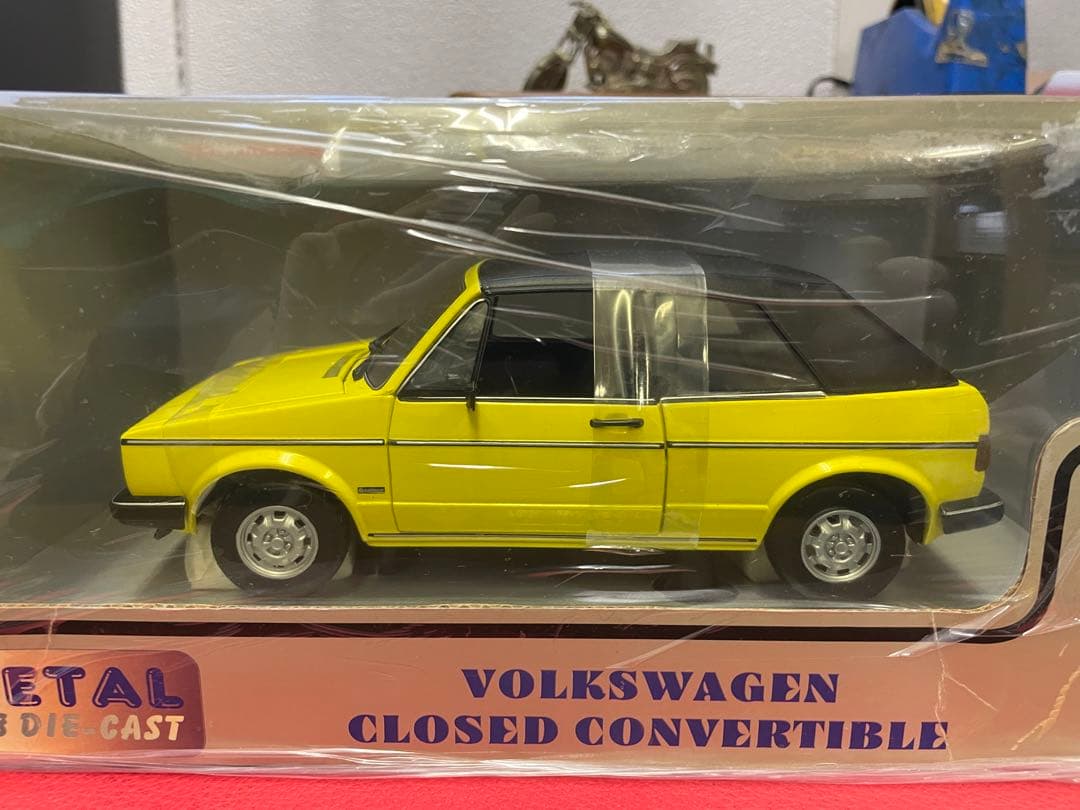 ETAL
DIE-CAST
VOLKSWAGEN
CLOSED CONVERTIBLE